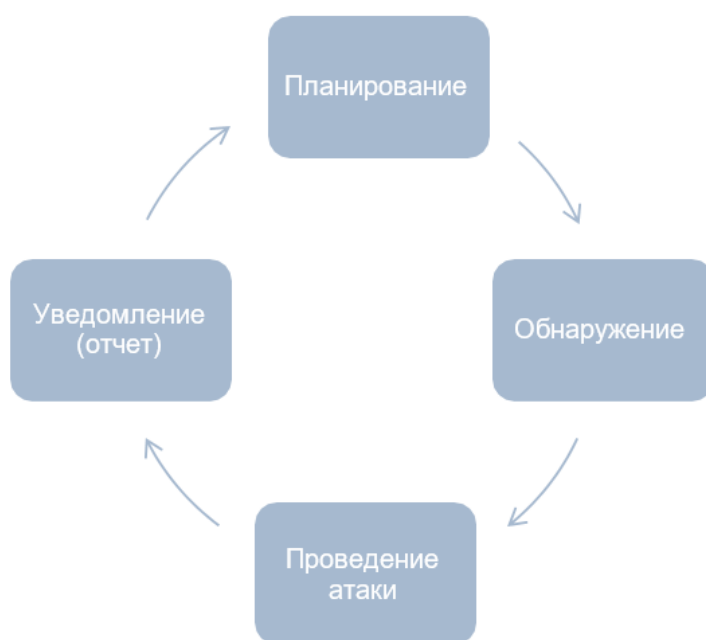 Планирование
Обнаружение
Проведение
атаки
Уведомление
(отчет)